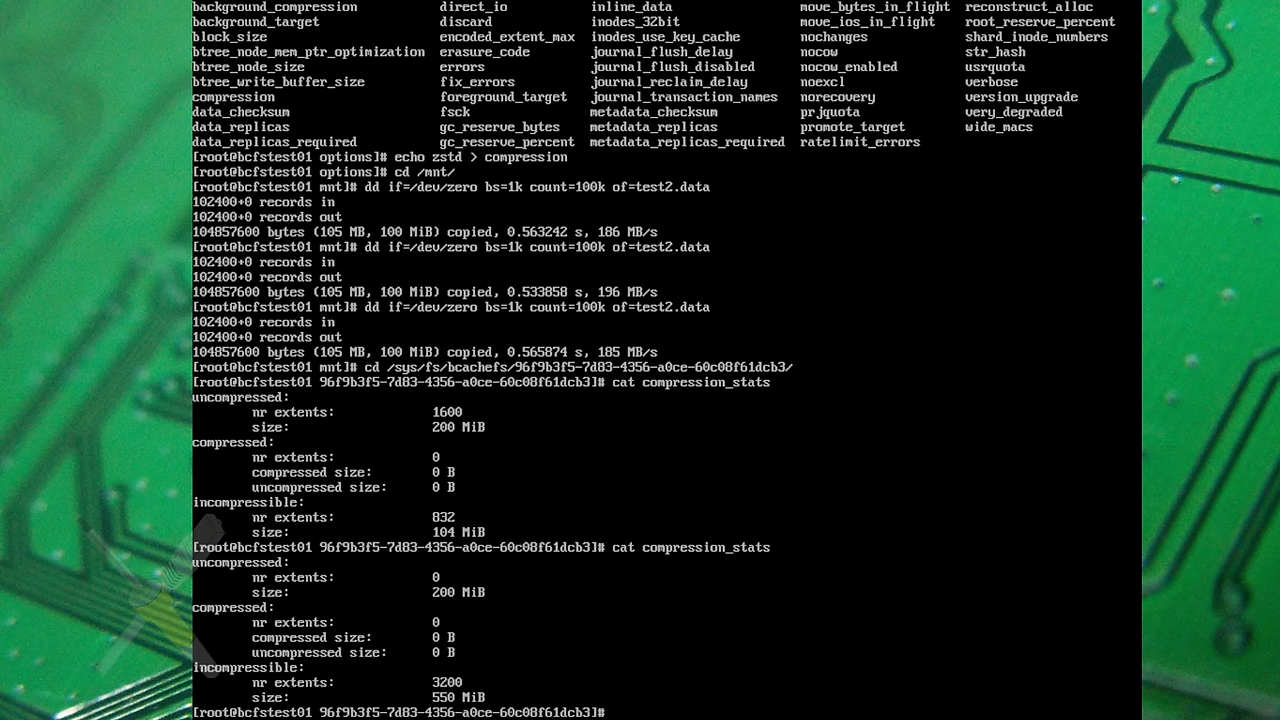 background_compression direct_io inline_data move_bytes_in_flight reconstruct_alloc
background_target discard inodes_32bit move_ios_in_flight root_reserve_percent
block_size encoded_extent_max inodes_use_key_cache nochanges shard_inode_numbers
btree_node_mem_ptr_optimization erasure_code journal_flush_delay nocow str_hash
btree_node_size errors journal_flush_disabled nocow_enabled usrquota
btree_write_buffer_size fix_errors journal_reclaim_delay noexcl verbose
compression foreground_target journal_transaction_names norecovery version_upgrade
data_checksum fsck metadata_checksum prjquota very_degraded
data_replicas gc_reserve_bytes metadata_replicas promote_target wide_macs
data_replicas_required gc_reserve_percent metadata_replicas_required ratelimit_errors
[root@bcfstest01 options]# echo zstd > compression
[root@bcfstest01 options]# cd /mnt/
[root@bcfstest01 mnt]# dd if=/dev/zero bs=1k count=100k of=test2.data
102400+0 records in
102400+0 records out
104857600 bytes (105 MB, 100 MiB) copied, 0.563242 s, 186 MB/s
[root@bcfstest01 mnt]# dd if=/dev/zero bs=1k count=100k of=test2.data
102400+0 records in
102400+0 records out
104857600 bytes (105 MB, 100 MiB) copied, 0.533858 s, 196 MB/s
[root@bcfstest01 mnt]# dd if=/dev/zero bs=1k count=100k of=test2.data
102400+0 records in
102400+0 records out
104857600 bytes (105 MB, 100 MiB) copied, 0.565874 s, 185 MB/s
[root@bcfstest01 mnt]# cd /sys/fs/bcachefs/96f9b3f5-7d83-4356-a0ce-60c08f61dcb3/
[root@bcfstest01 96f9b3f5-7d83-4356-a0ce-60c08f61dcb3]# cat compression_stats
uncompressed:
nr extents: 1600
size: 200 MiB
compressed:
nr extents: 0
compressed size: 0 B
uncompressed size: 0 B
incompressible:
nr extents: 832
size: 104 MiB
[root@bcfstest01 96f9b3f5-7d83-4356-a0ce-60c08f61dcb3]# cat compression_stats
uncompressed:
nr extents: 0
size: 200 MiB
compressed:
nr extents: 0
compressed size: 0 B
uncompressed size: 0 B
incompressible:
nr extents: 3200
size: 550 MiB
[root@bcfstest01 96f9b3f5-7d83-4356-a0ce-60c08f61dcb3]#